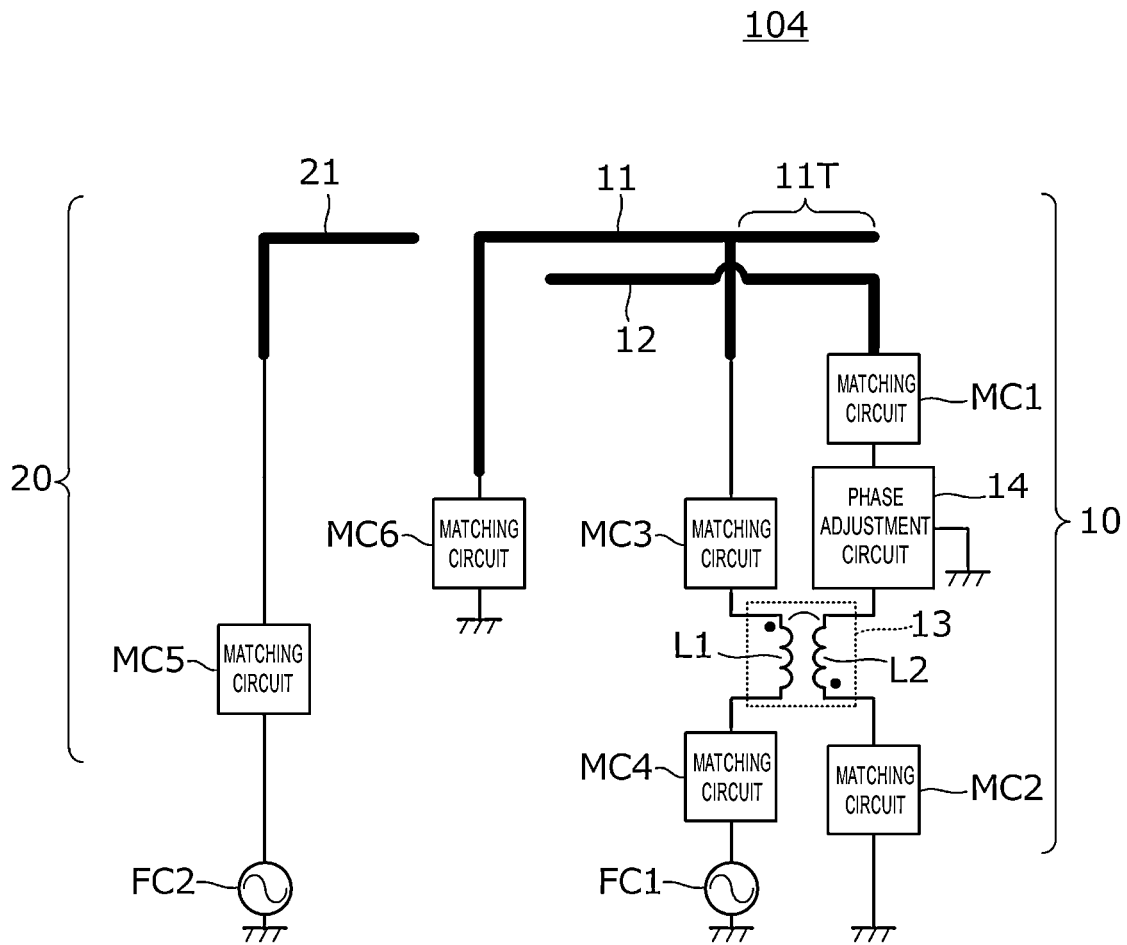 104
21
11
11T
12
MATCHING
CIRCUIT
MC1
20
PHASE
ADJUSTMENT
CIRCUIT
14
10
MC6
MATCHING
CIRCUIT
MC3
MATCHING
CIRCUIT
13
L1
L2
MC5
MATCHING
CIRCUIT
MC4
MATCHING
CIRCUIT
MATCHING
CIRCUIT
MC2
FC2
FC1